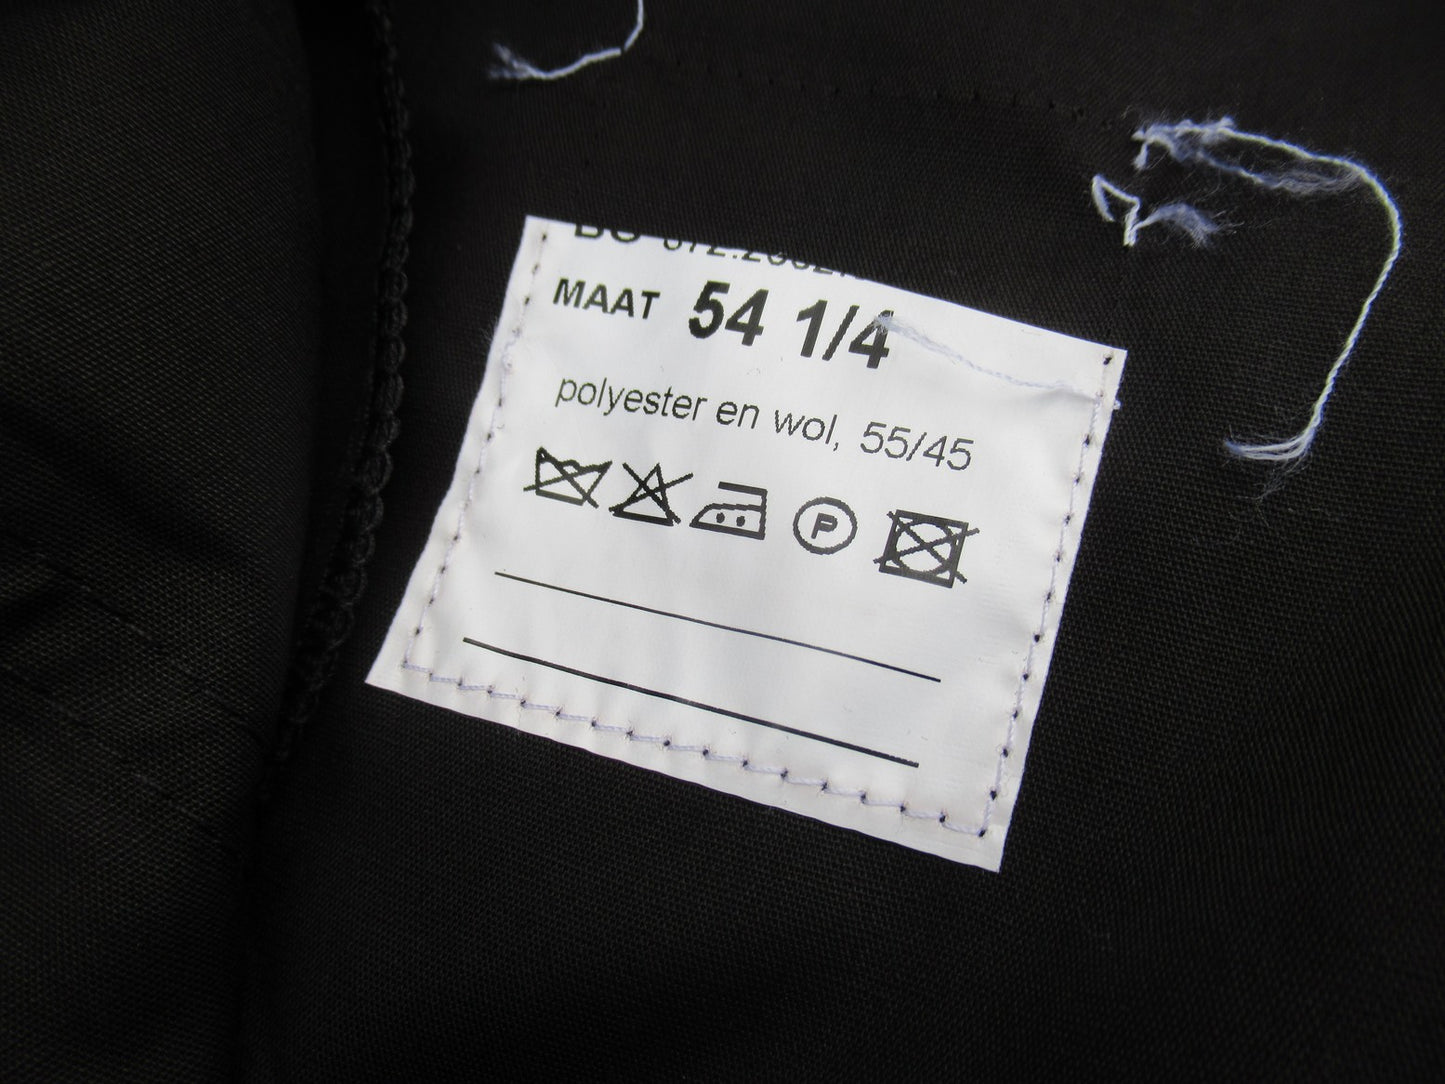 MAAT 54 1/4
polyester en wol, 55/45
P